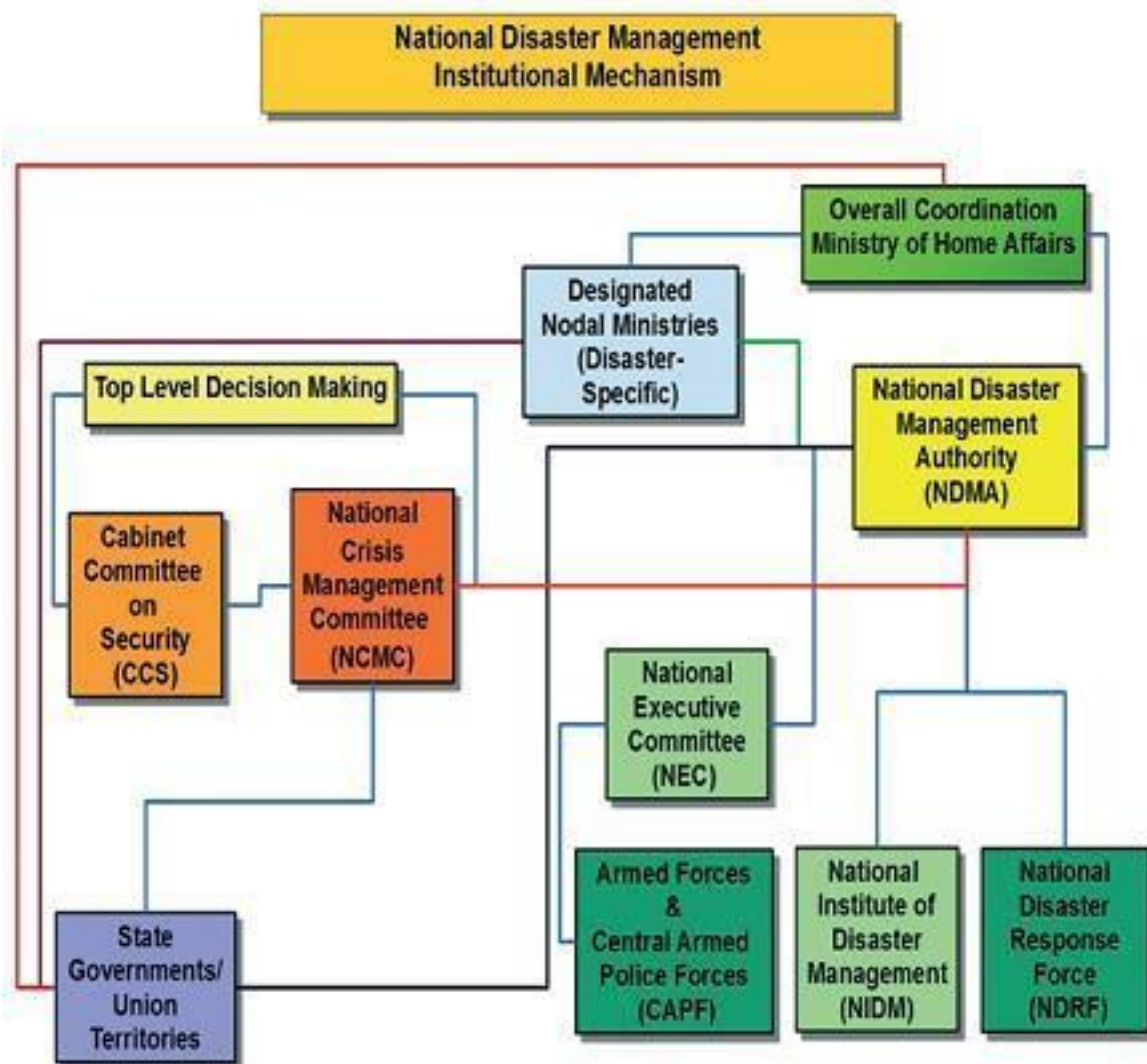 National Disaster Management
Institutional Mechanism
Overall Coordination
Ministry of Home Affairs
Designated
Nodal Ministries
(Disaster-
Specific)
Top Level Decision Making
National Disaster
Management
Authority
(NDMA)
Cabinet
Committee
on
Security
(CCS)
National
Crisis
Management
Committee
(NCMC)
National
Executive
Committee
(NEC)
State
Governments/
Union
Territories
Armed Forces
&
Central Armed
Police Forces
(CAPF)
National
Institute of
Disaster
Management
(NIDM)
National
Disaster
Response
Force
(NDRF)